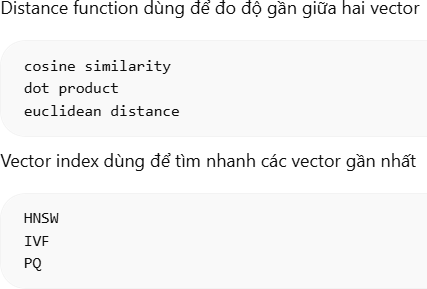 Distance function dùng để đo độ gần giữa hai vector
cosine similarity
dot product
euclidean distance
Vector index dùng để tìm nhanh các vector gần nhất
HNSW
IVF
PQ